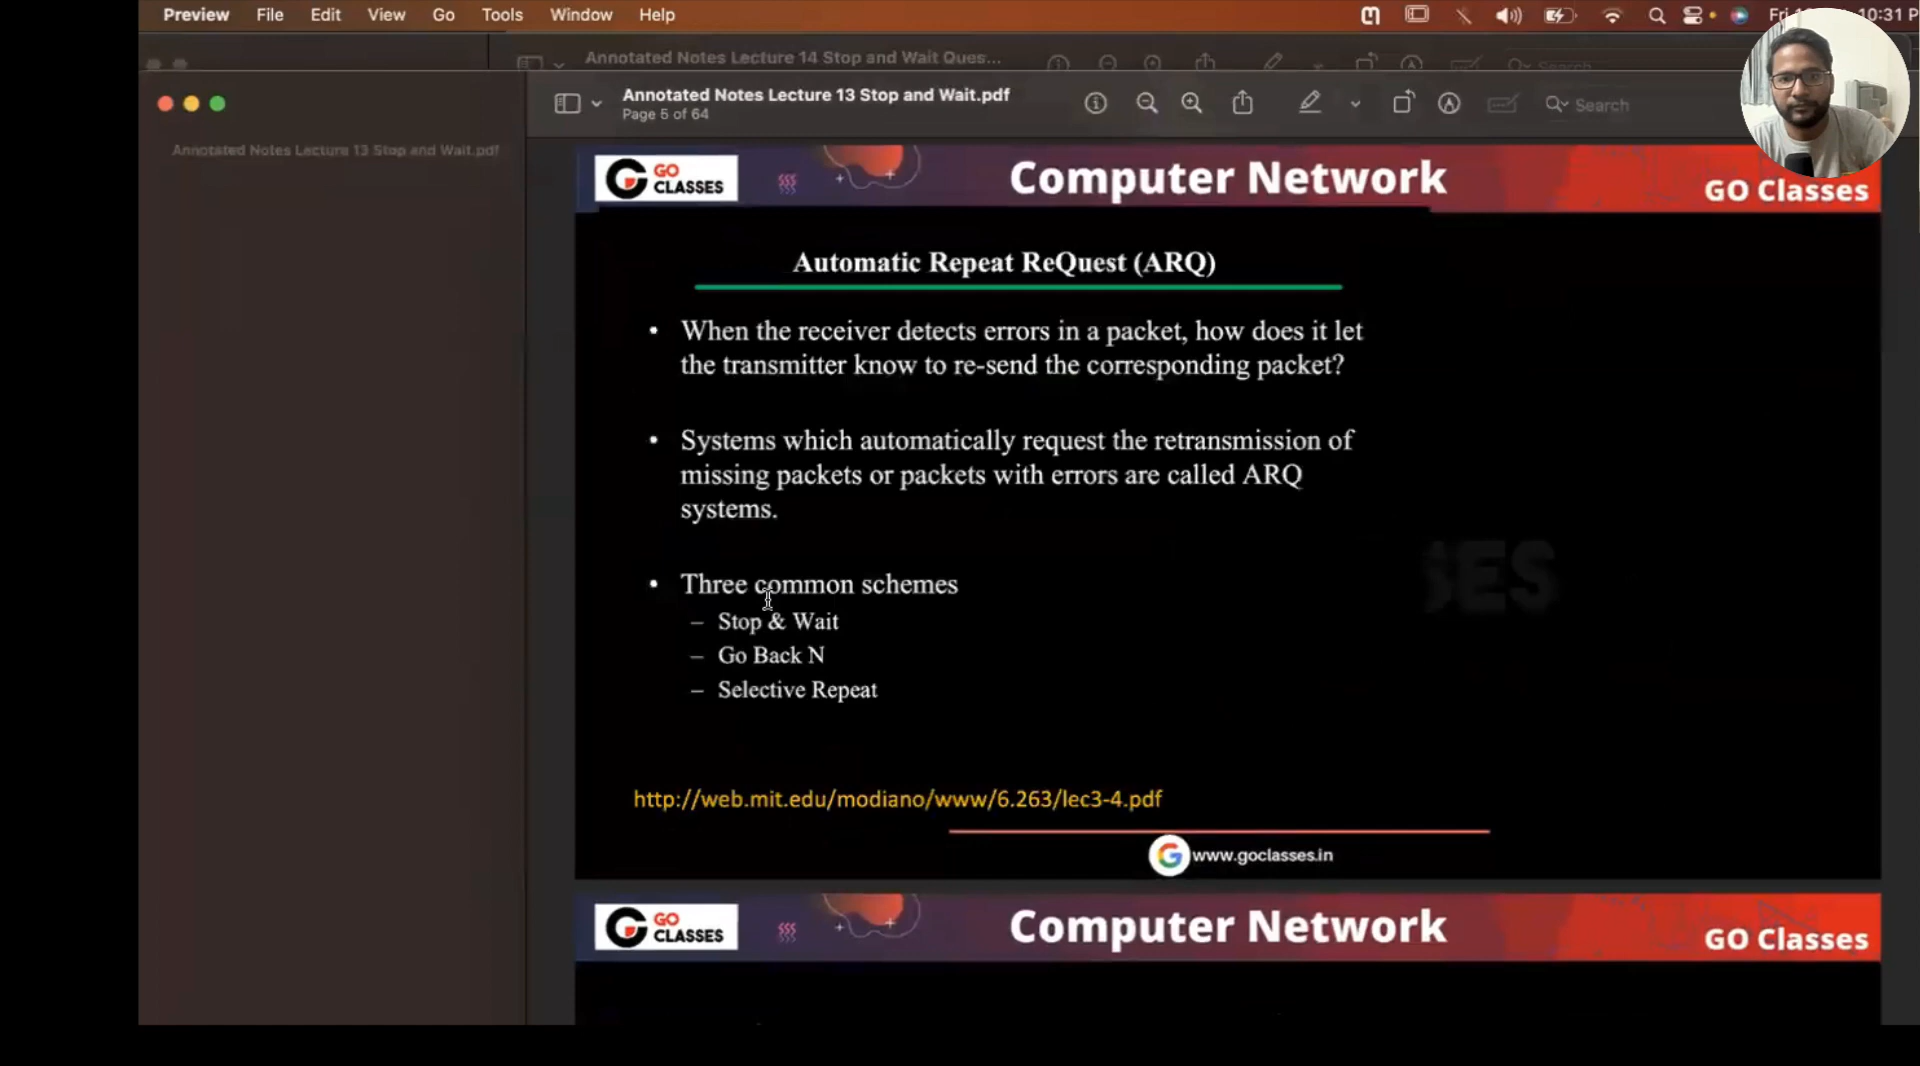 Preview File Edit View Go Tools Window Help
10:31 P
Annotated Notes Lecture 14 Stop and Wait Ques...
Search
Annotated Notes Lecture 13 Stop and Wait.pdf
Page 5 of 64
Search
Annotated Notes Lecture 13 Stop and Wait.pdf
GO
CLASSES
Computer Network
GO Classes
Automatic Repeat ReQuest (ARQ)
• When the receiver detects errors in a packet, how does it let
the transmitter know to re-send the corresponding packet?
• Systems which automatically request the retransmission of
missing packets or packets with errors are called ARQ
systems.
• Three common schemes
– Stop & Wait
– Go Back N
– Selective Repeat
http://web.mit.edu/modiano/www/6.263/lec3-4.pdf
www.goclasses.in
GO
CLASSES
Computer Network
GO Classes